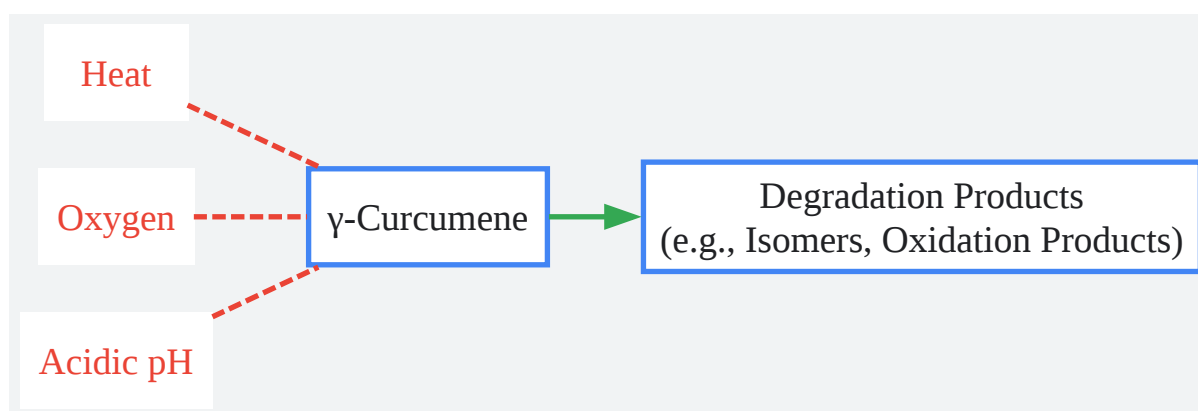 Heat
Oxygen
Acidic pH
γ-Curcumene
Degradation Products
(e.g., Isomers, Oxidation Products)